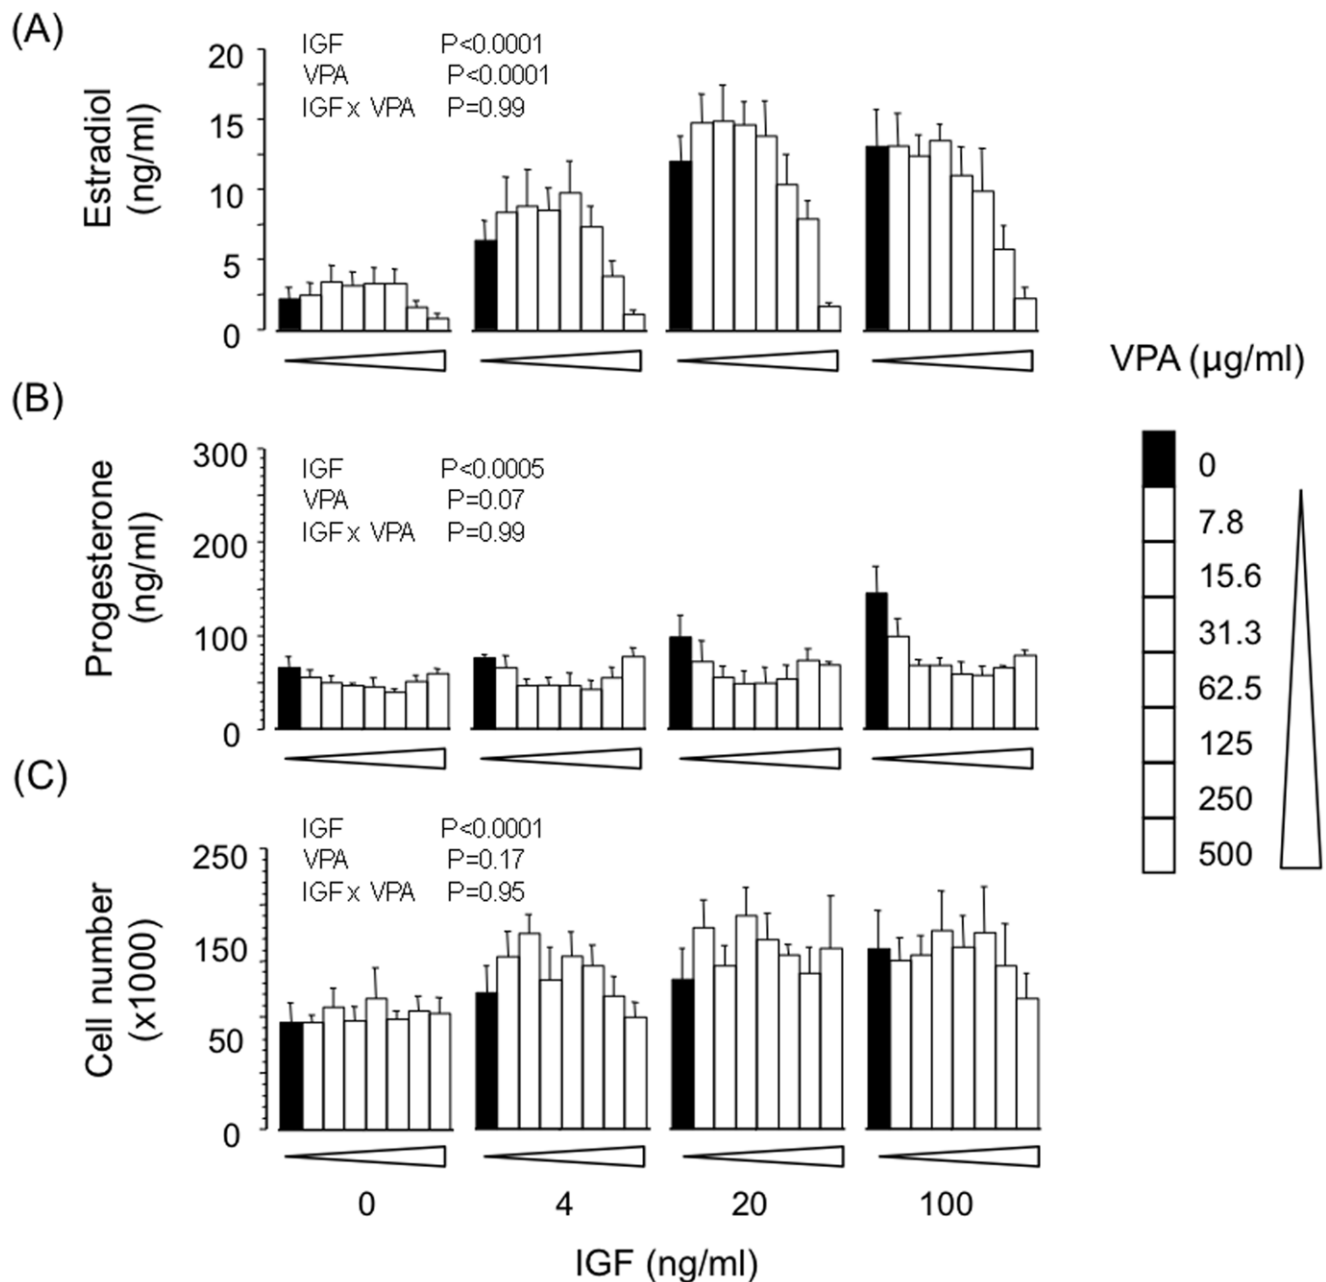 (A)
Estradiol
(ng/ml)
20
15
10
5
0
IGF P<0.0001
VPA P<0.0001
IGF x VPA P=0.99
(B)
Progesterone
(ng/ml)
300
200
100
0
IGF P<0.0005
VPA P=0.07
IGF x VPA P=0.99
(C)
Cell number
(x1000)
250
150
50
0
IGF P<0.0001
VPA P=0.17
IGF x VPA P=0.95
0 4 20 100
IGF (ng/ml)
VPA (µg/ml)
0
7.8
15.6
31.3
62.5
125
250
500